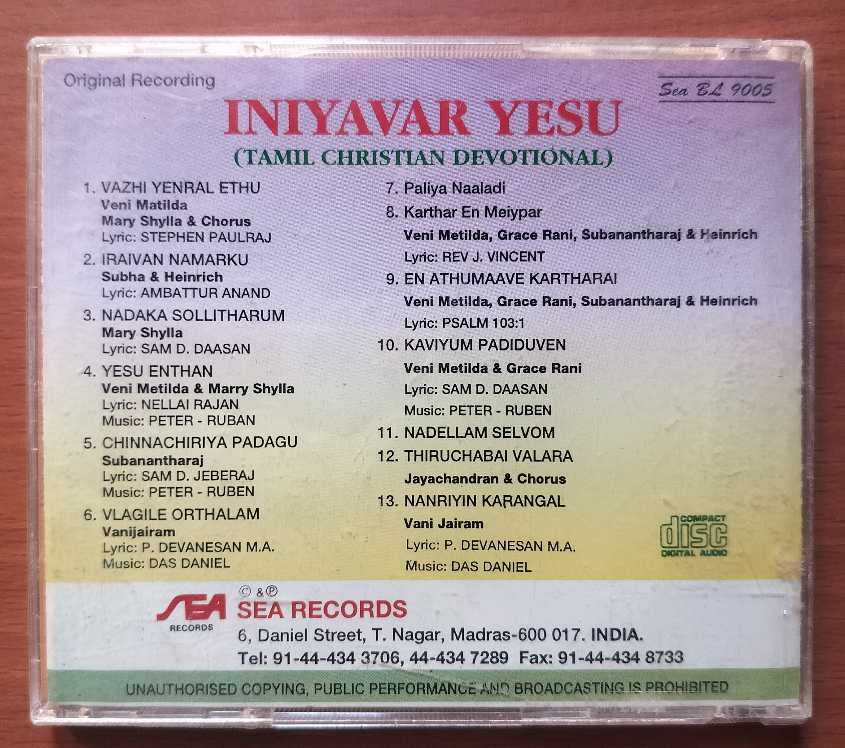 Original Recording
Sea BL 9005
INIYAVAR YESU
(TAMIL CHRISTIAN DEVOTIONAL)
1. VAZHI YENRAL ETHU
Veni Matilda
Mary Shylla & Chorus
Lyric: STEPHEN PAULRAJ
2. IRAIVAN NAMARKU
Subha & Heinrich
Lyric: AMBATTUR ANAND
3. NADAKA SOLLITHARUM
Mary Shylla
Lyric: SAM D. DAASAN
4. YESU ENTHAN
Veni Metilda & Marry Shylla
Lyric: NELLAI RAJAN
Music: PETER - RUBAN
5. CHINNACHIRIYA PADAGU
Subanantharaj
Lyric: SAM D. JEBERAJ
Music: PETER - RUBEN
6. VLAGILE ORTHALAM
Vanijairam
Lyric: P. DEVANESAN M.A.
Music: DAS DANIEL
7. Paliya Naaladi
8. Karthar En Meiypar
Veni Metilda, Grace Rani, Subanantharaj & Heinrich
Lyric: REV J. VINCENT
9. EN ATHUMAAVE KARTHARAI
Veni Metilda, Grace Rani, Subanantharaj & Heinrich
Lyric: PSALM 103:1
10. KAVIYUM PADIDUVEN
Veni Metilda & Grace Rani
Lyric: SAM D. DAASAN
Music: PETER - RUBEN
11. NADELLAM SELVOM
12. THIRUCHABAI VALARA
Jayachandran & Chorus
13. NANRIYIN KARANGAL
Vani Jairam
Lyric: P. DEVANESAN M.A.
Music: DAS DANIEL
COMPACT
disc
DIGITAL AUDIO
© & ℗
SEA
RECORDS
SEA RECORDS
6, Daniel Street, T. Nagar, Madras-600 017. INDIA.
Tel: 91-44-434 3706, 44-434 7289 Fax: 91-44-434 8733
UNAUTHORISED COPYING, PUBLIC PERFORMANCE AND BROADCASTING IS PROHIBITED